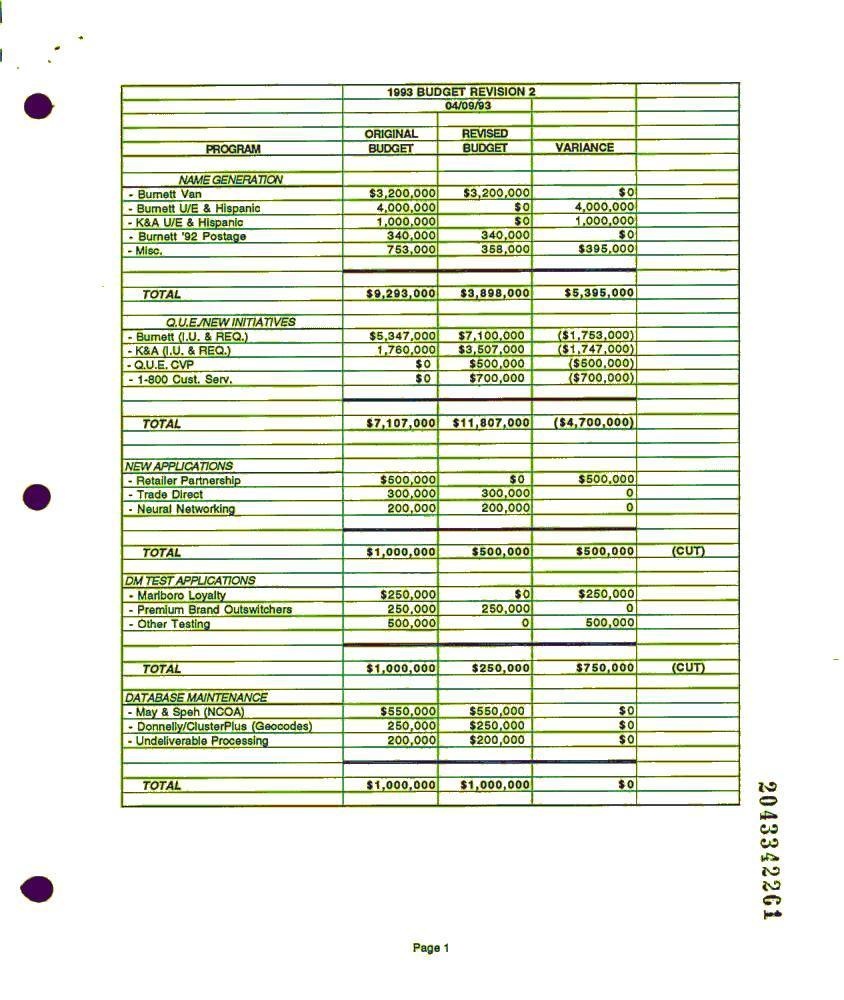 1993 BUDGET REVISION 2
04/09/93
ORIGINAL REVISED
PROGRAM BUDGET BUDGET VARIANCE
NAME GENERATION
- Burnett Van $3,200,000 $3,200,000 $0
- Burnett U/E & Hispanic 4,000,000 $0 4,000,000
- K&A U/E & Hispanic 1,000,000 $0 1,000,000
- Burnett '92 Postage 340,000 340,000 $0
- Misc. 753,000 358,000 $395,000
TOTAL $9,293,000 $3,898,000 $5,395,000
Q.U.E./NEW INITIATIVES
- Burnett (I.U. & REQ.) $5,347,000 $7,100,000 ($1,753,000)
- K&A (I.U. & REQ.) 1,760,000 $3,507,000 ($1,747,000)
- Q.U.E. CVP $0 $500,000 ($500,000)
- 1-800 Cust. Serv. $0 $700,000 ($700,000)
TOTAL $7,107,000 $11,807,000 ($4,700,000)
NEW APPLICATIONS
- Retailer Partnership $500,000 $0 $500,000
- Trade Direct 300,000 300,000 0
- Neural Networking 200,000 200,000 0
TOTAL $1,000,000 $500,000 $500,000 (CUT)
DM TEST APPLICATIONS
- Marlboro Loyalty $250,000 $0 $250,000
- Premium Brand Outswitchers 250,000 250,000 0
- Other Testing 500,000 0 500,000
TOTAL $1,000,000 $250,000 $750,000 (CUT)
DATABASE MAINTENANCE
- May & Speh (NCOA) $550,000 $550,000 $0
- Donnelly/ClusterPlus (Geocodes) 250,000 $250,000 $0
- Undeliverable Processing 200,000 $200,000 $0
TOTAL $1,000,000 $1,000,000 $0
2043342261
Page 1